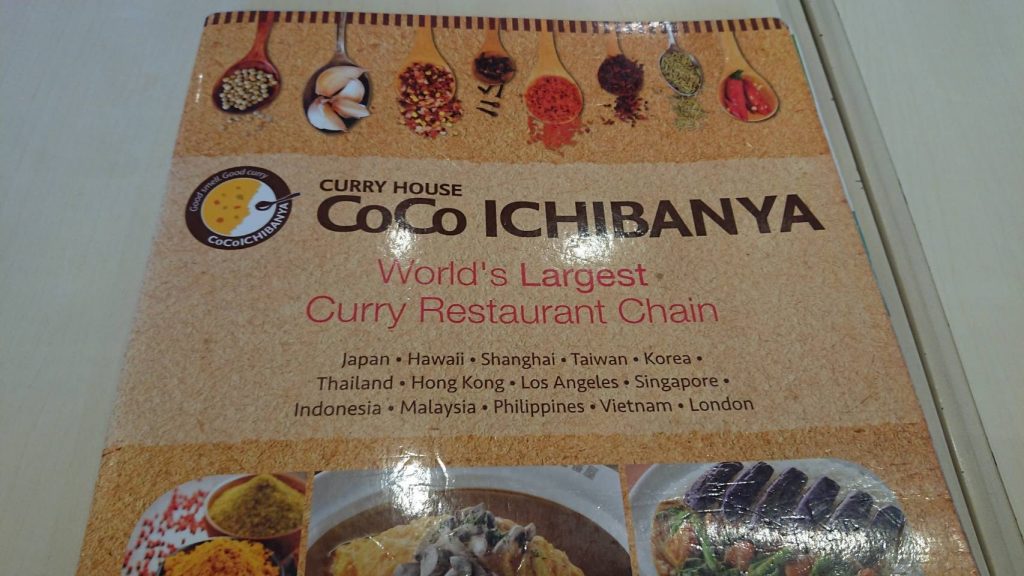 Good smell. Good curry
CoCoICHIBANYA
CURRY HOUSE
CoCo ICHIBANYA
World's Largest
Curry Restaurant Chain
Japan • Hawaii • Shanghai • Taiwan • Korea •
Thailand • Hong Kong • Los Angeles • Singapore •
Indonesia • Malaysia • Philippines • Vietnam • London